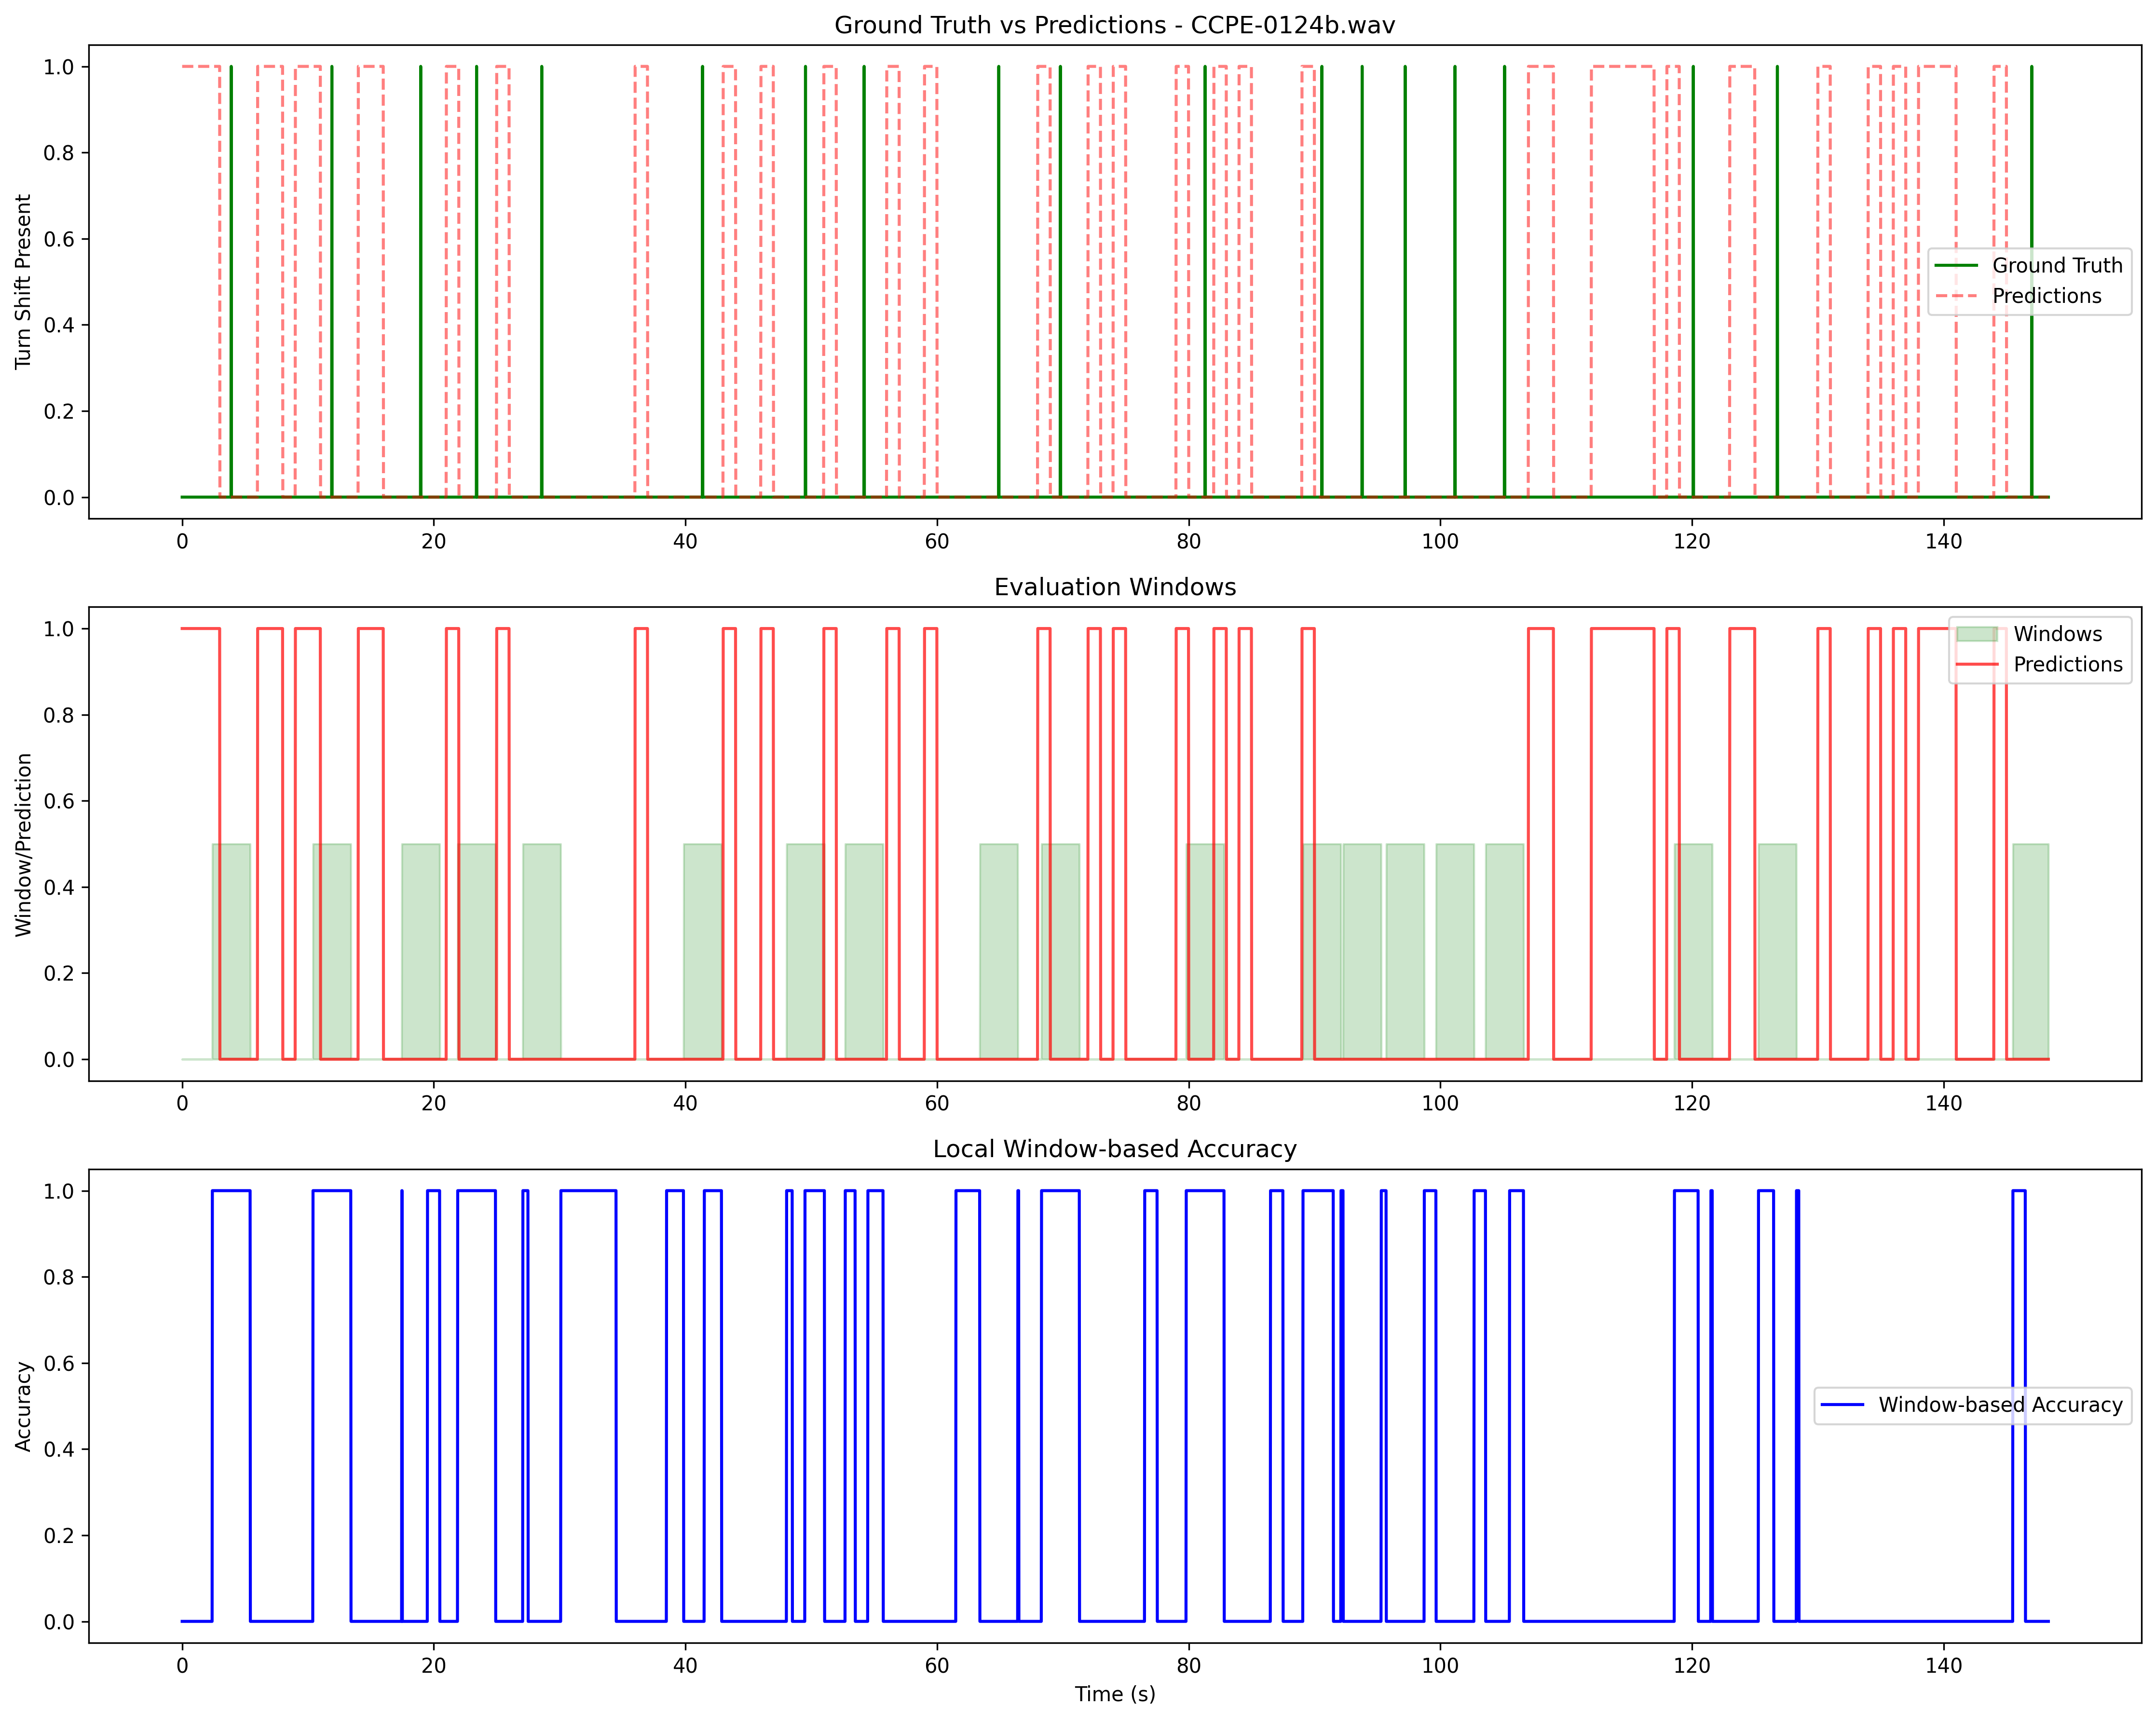 Ground Truth vs Predictions - CCPE-0124b.wav
Turn Shift Present
1.0
0.8
0.6
0.4
0.2
0.0
Ground Truth
Predictions
0 20 40 60 80 100 120 140
Evaluation Windows
Window/Prediction
1.0
0.8
0.6
0.4
0.2
0.0
Windows
Predictions
0 20 40 60 80 100 120 140
Local Window-based Accuracy
Accuracy
1.0
0.8
0.6
0.4
0.2
0.0
Window-based Accuracy
0 20 40 60 80 100 120 140
Time (s)